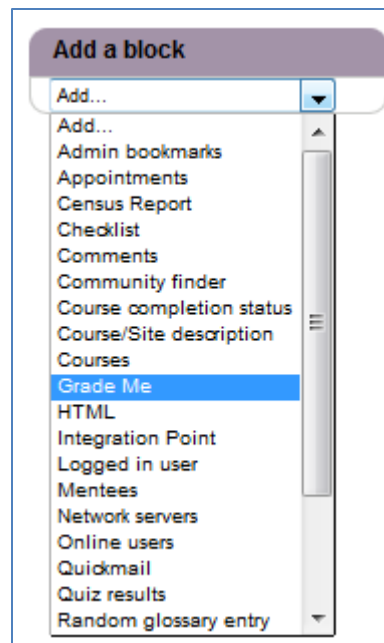 Add a block
Add...
Add...
Admin bookmarks
Appointments
Census Report
Checklist
Comments
Community finder
Course completion status
Course/Site description
Courses
Grade Me
HTML
Integration Point
Logged in user
Mentees
Network servers
Online users
Quickmail
Quiz results
Random glossary entry